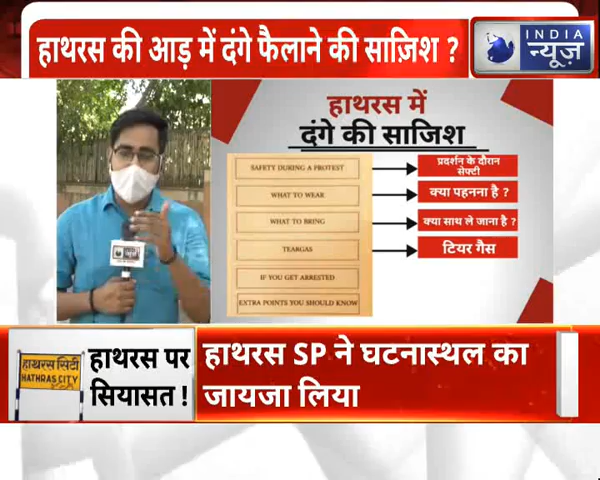 हाथरस की आड़ में दंगे फैलाने की साज़िश ?
INDIA
न्यूज़
हाथरस में
दंगे की साजिश
SAFETY DURING A PROTEST
प्रदर्शन के दौरान
सेफ्टी
WHAT TO WEAR
क्या पहनना है ?
WHAT TO BRING
क्या साथ ले जाना है ?
TEARGAS
टियर गैस
IF YOU GET ARRESTED
EXTRA POINTS YOU SHOULD KNOW
हाथरस सिटी
HATHRAS CITY
हाथरस पर
सियासत !
हाथरस SP ने घटनास्थल का
जायजा लिया